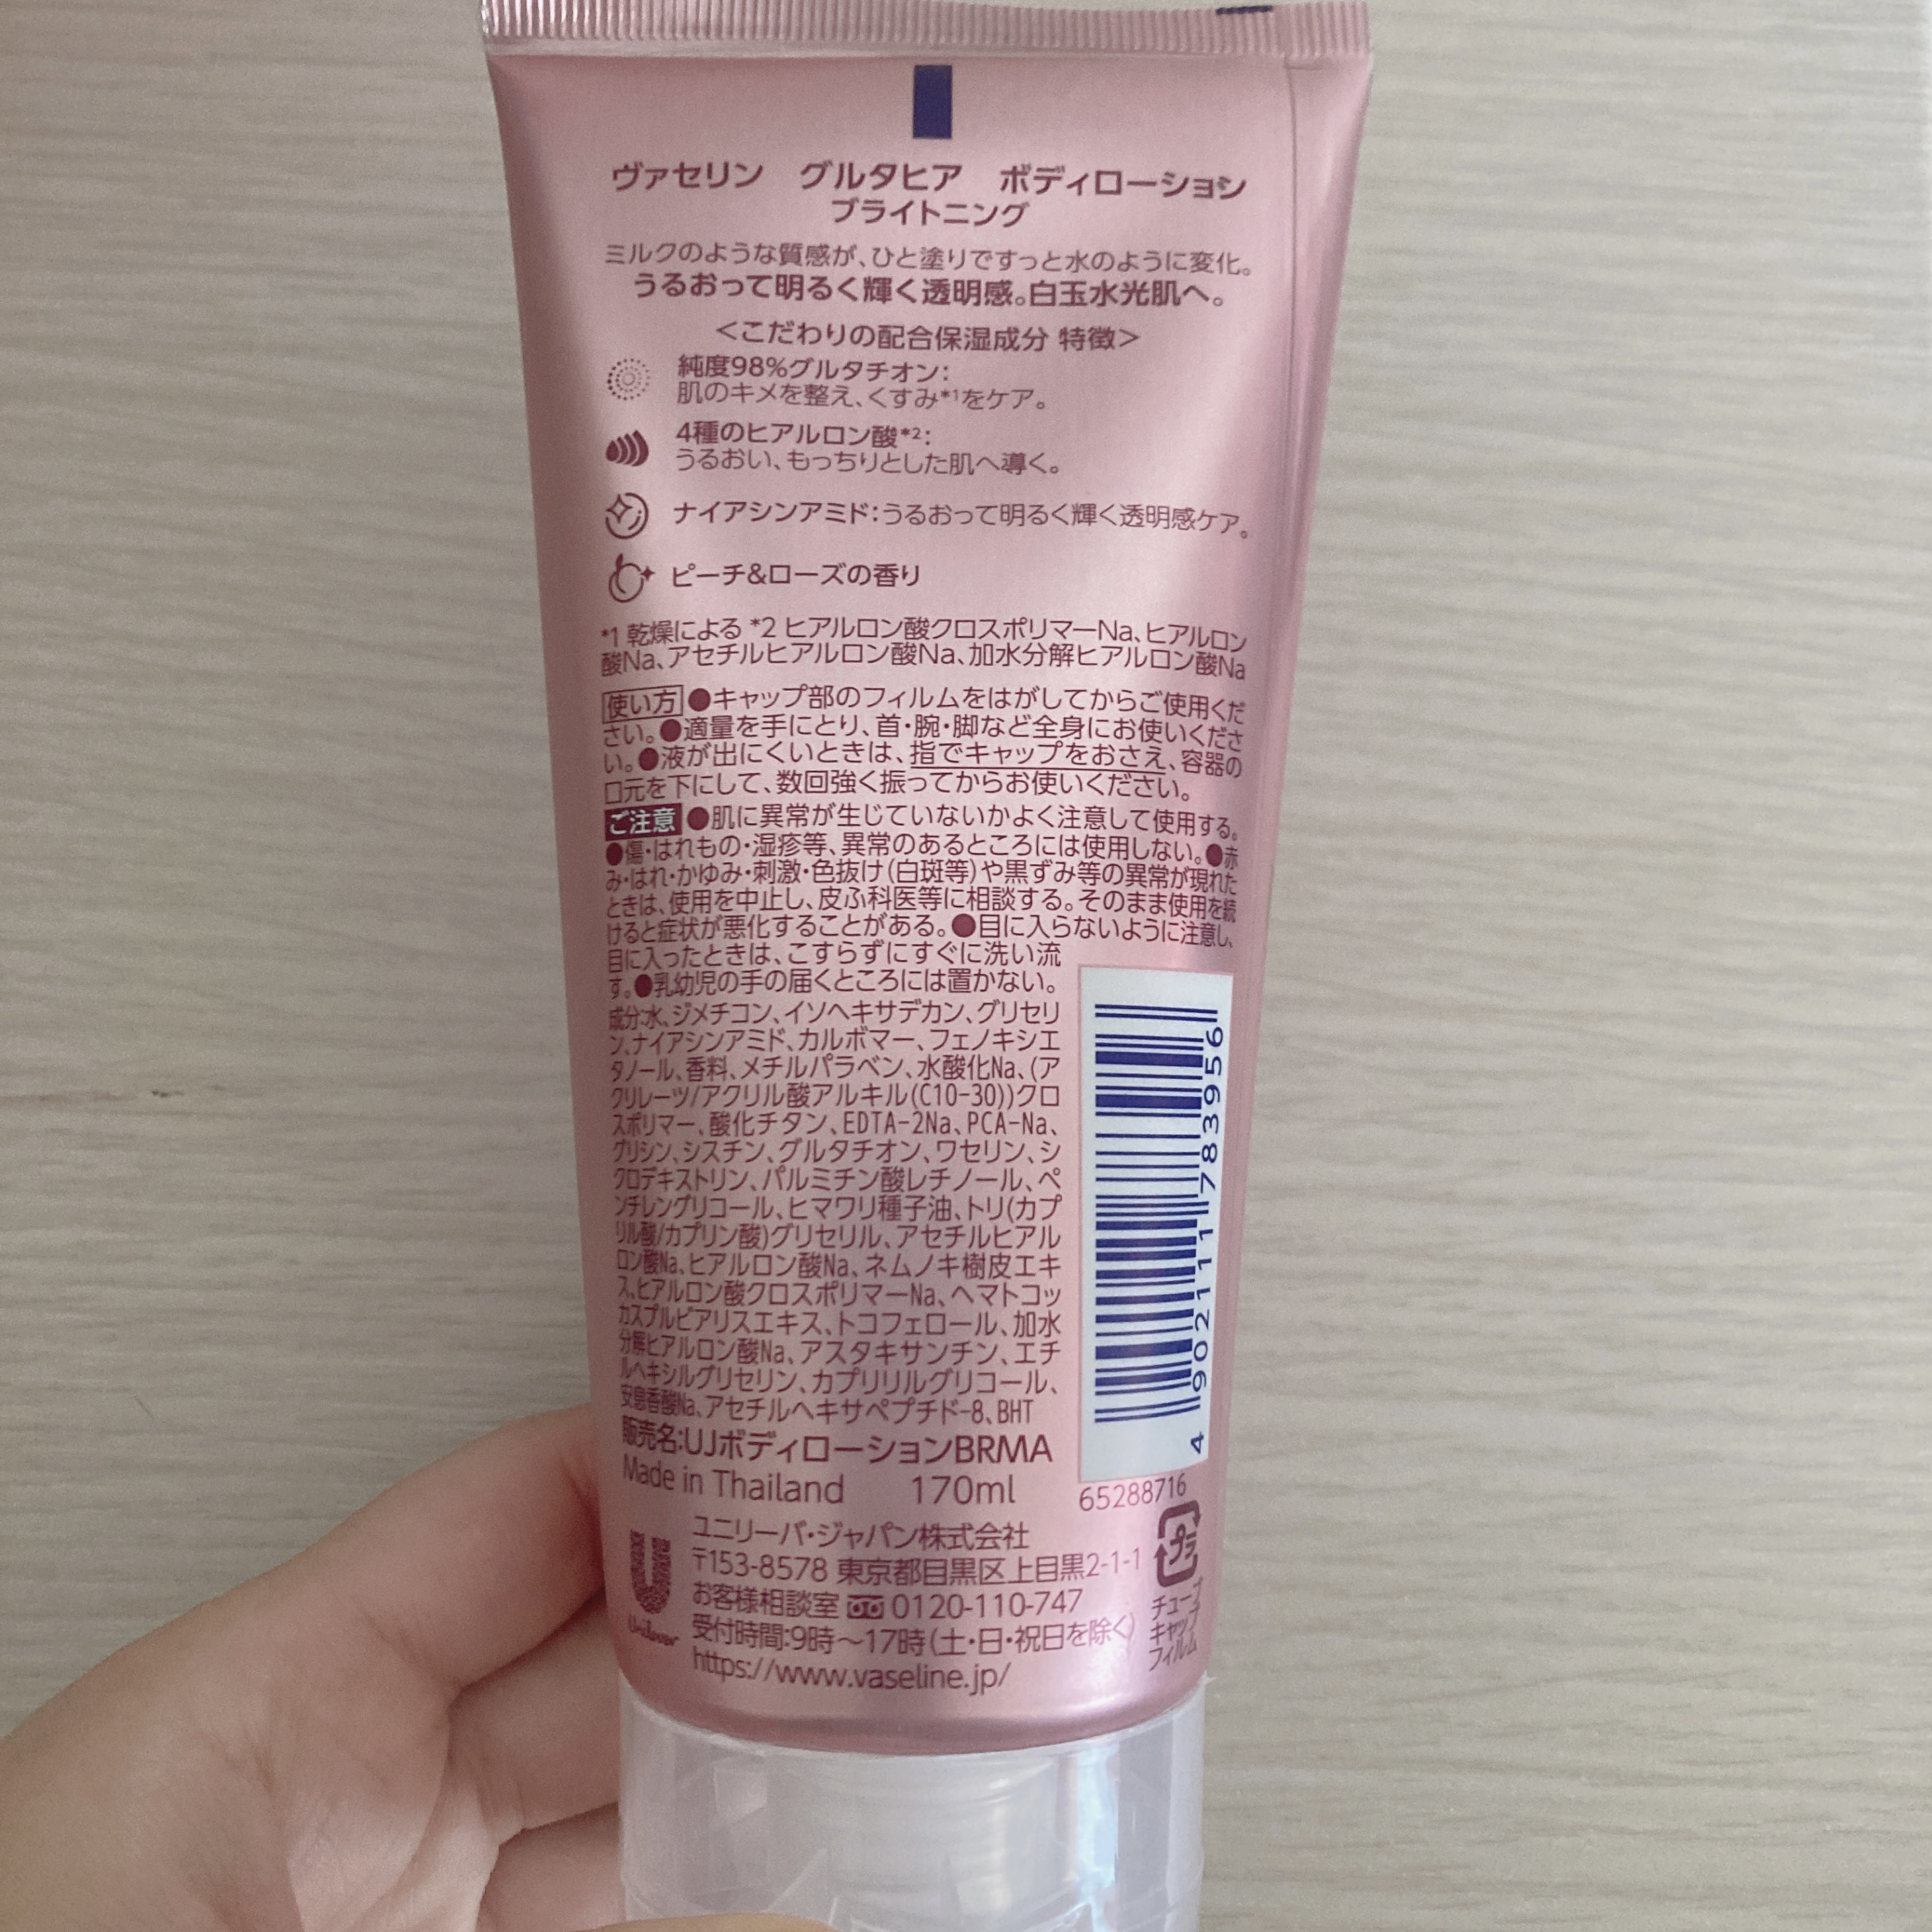 ヴァセリン グルタヒア ボディローション
ブライトニング
ミルクのような質感が、ひと塗りですっと水のように変化。
うるおって明るく輝く透明感。白玉水光肌へ。
＜こだわりの配合保湿成分 特徴＞
純度98%グルタチオン：
肌のキメを整え、くすみ*1をケア。
4種のヒアルロン酸*2：
うるおい、もっちりとした肌へ導く。
ナイアシンアミド：うるおって明るく輝く透明感ケア。
ピーチ&ローズの香り
*1 乾燥による *2 ヒアルロン酸クロスポリマーNa、ヒアルロン
酸Na、アセチルヒアルロン酸Na、加水分解ヒアルロン酸Na
使い方 ●キャップ部のフィルムをはがしてからご使用くだ
さい。●適量を手にとり、首・腕・脚など全身にお使いくださ
い。●液が出にくいときは、指でキャップをおさえ、容器の
口元を下にして、数回強く振ってからお使いください。
ご注意 ●肌に異常が生じていないかよく注意して使用する。
●傷・はれもの・湿疹等、異常のあるところには使用しない。●赤
み・はれ・かゆみ・刺激・色抜け（白斑等）や黒ずみ等の異常が現れた
ときは、使用を中止し、皮ふ科医等に相談する。そのまま使用を続
けると症状が悪化することがある。●目に入らないように注意し、
目に入ったときは、こすらずにすぐに洗い流
す。●乳幼児の手の届くところには置かない。
成分:水、ジメチコン、イソヘキサデカン、グリセリ
ン、ナイアシンアミド、カルボマー、フェノキシエ
タノール、香料、メチルパラベン、水酸化Na、(ア
クリレーツ/アクリル酸アルキル(C10-30))クロ
スポリマー、酸化チタン、EDTA-2Na、PCA-Na、
グリシン、シスチン、グルタチオン、ワセリン、シ
クロデキストリン、パルミチン酸レチノール、ペ
ンチレングリコール、ヒマワリ種子油、トリ(カプ
リル酸/カプリン酸)グリセリル、アセチルヒアル
ロン酸Na、ヒアルロン酸Na、ネムノキ樹皮エキ
ス、ヒアルロン酸クロスポリマーNa、ヘマトコッ
カスプルビアリスエキス、トコフェロール、加水
分解ヒアルロン酸Na、アスタキサンチン、エチ
ルヘキシルグリセリン、カプリリルグリコール、
安息香酸Na、アセチルヘキサペプチド-8、BHT
販売名:UJボディローションBRMA
Made in Thailand 170ml
4 902111 783956
65288716
ユニリーバ・ジャパン株式会社
〒153-8578 東京都目黒区上目黒2-1-1
お客様相談室 0120-110-747
受付時間:9時～17時（土・日・祝日を除く）
https://www.vaseline.jp/
Unilever
プラ
チューブ
キャップ
フィルム